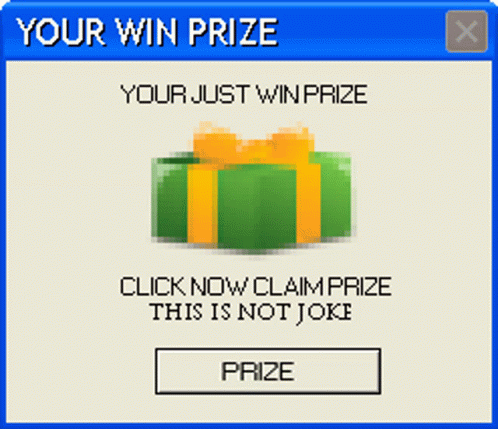 YOUR WIN PRIZE
YOUR JUST WIN PRIZE
CLICK NOW CLAIM PRIZE
THIS IS NOT JOKE
PRIZE